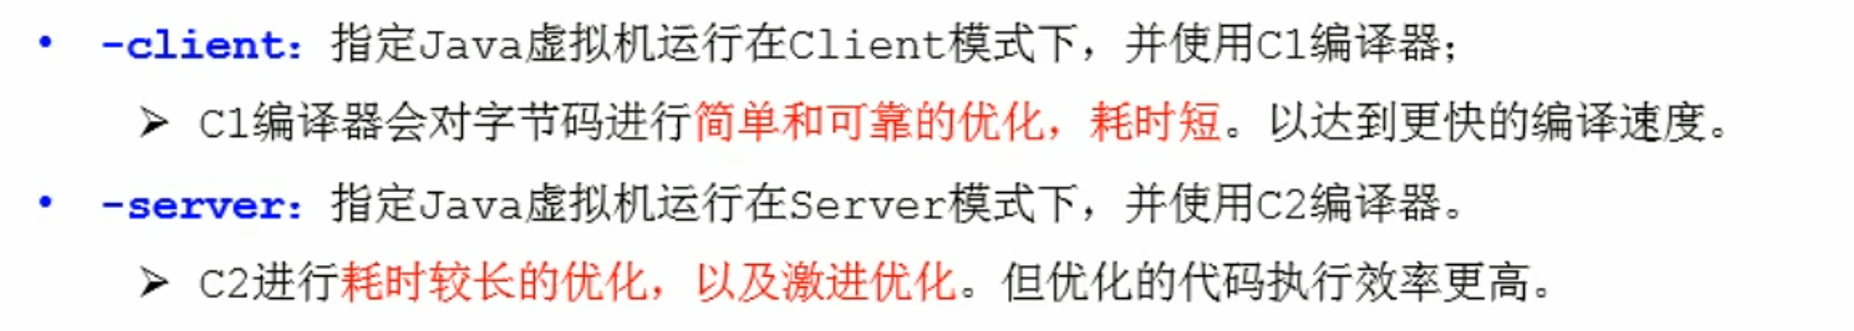 • -client: 指定Java虚拟机运行在Client模式下，并使用C1编译器；
➢ C1编译器会对字节码进行简单和可靠的优化，耗时短。以达到更快的编译速度。
• -server: 指定Java虚拟机运行在Server模式下，并使用C2编译器。
➢ C2进行耗时较长的优化，以及激进优化。但优化的代码执行效率更高。